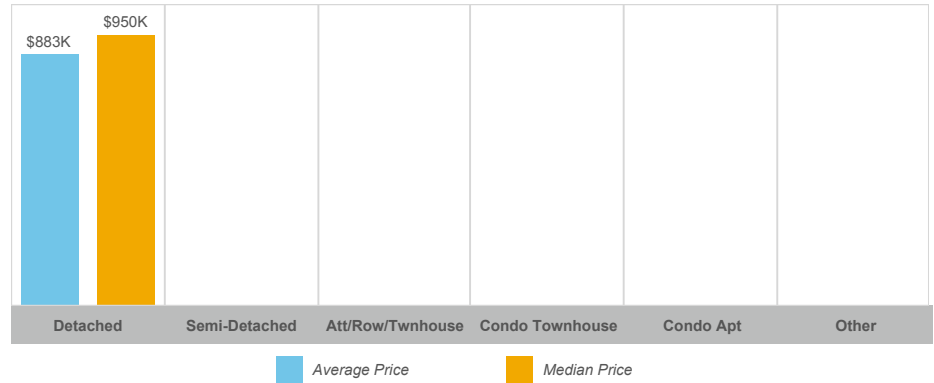 $950K
$883K
Detached
Semi-Detached
Att/Row/Twnhouse
Condo Townhouse
Condo Apt
Other
Average Price
Median Price